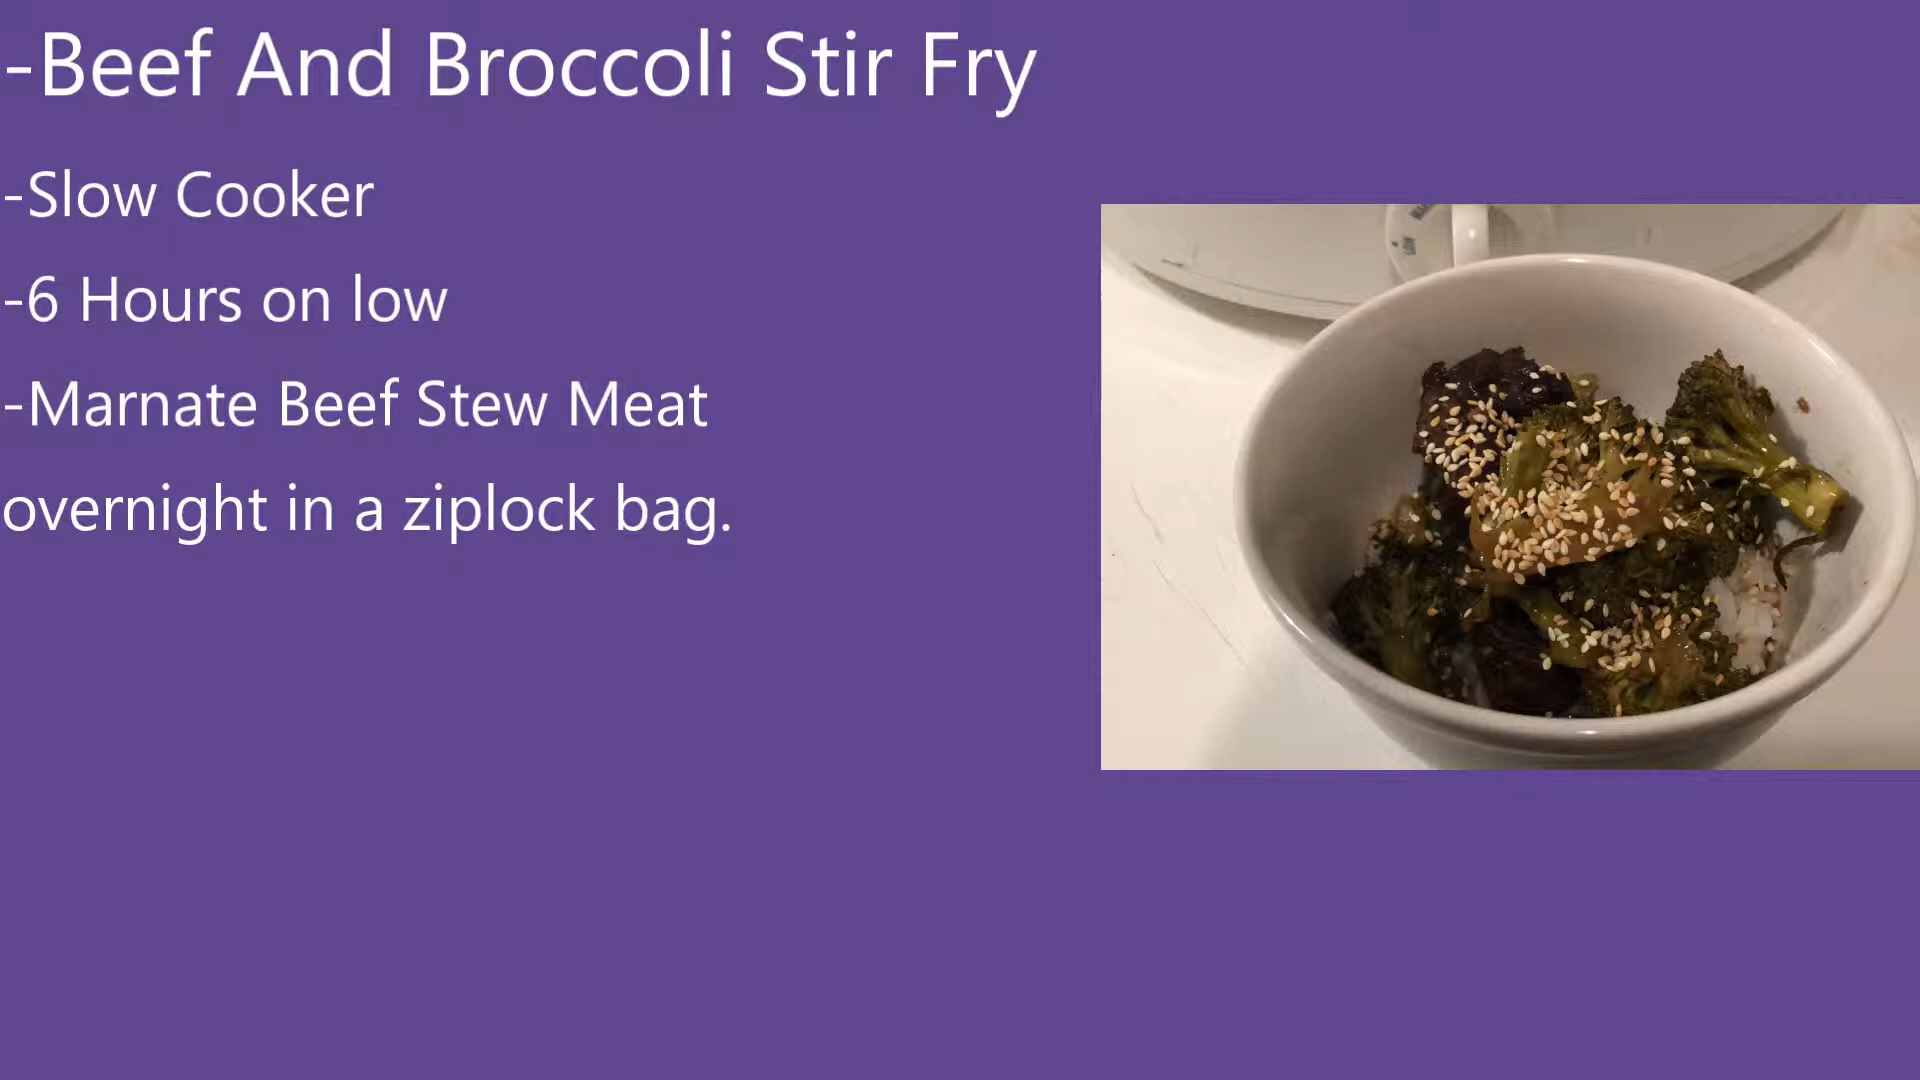 -Beef And Broccoli Stir Fry
-Slow Cooker
-6 Hours on low
-Marnate Beef Stew Meat
overnight in a ziplock bag.